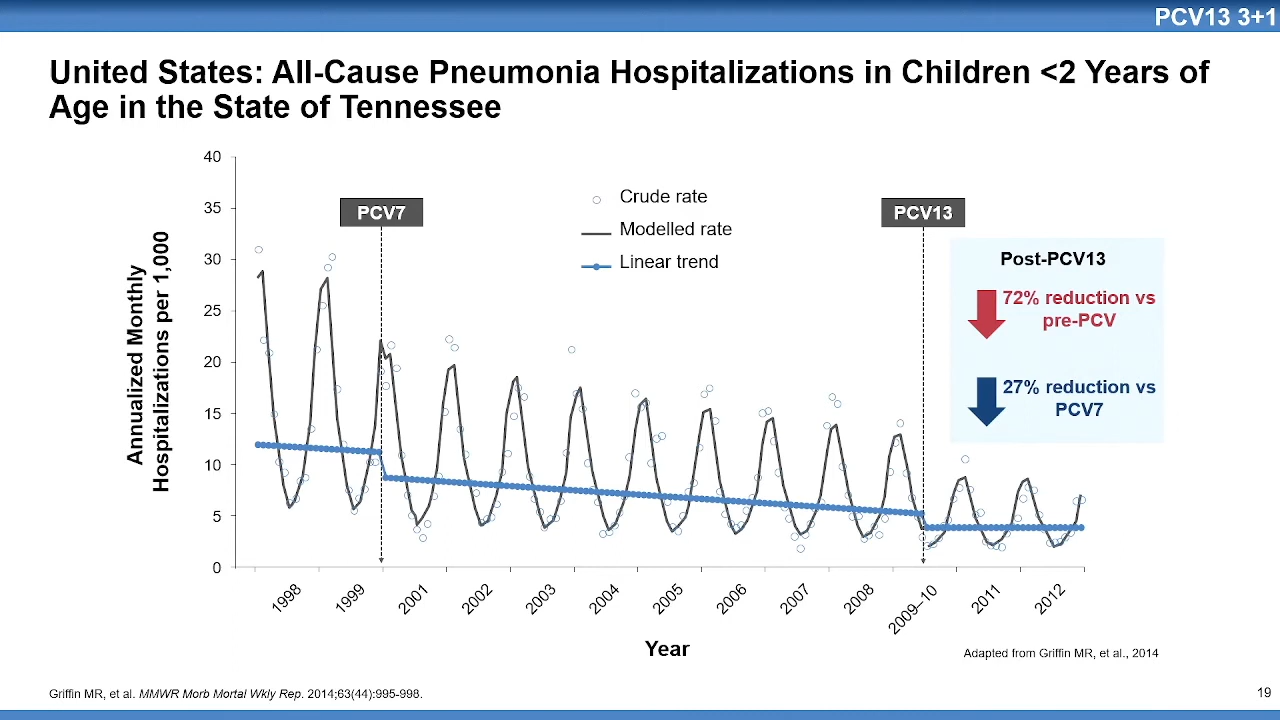 PCV13 3+1
United States: All-Cause Pneumonia Hospitalizations in Children <2 Years of
Age in the State of Tennessee
Annualized Monthly
Hospitalizations per 1,000
40
35
30
25
20
15
10
5
0
PCV7
Crude rate
Modelled rate
Linear trend
PCV13
Post-PCV13
72% reduction vs
pre-PCV
27% reduction vs
PCV7
1998
1999
2001
2002
2003
2004
2005
2006
2007
2008
2009–10
2011
2012
Year
Adapted from Griffin MR, et al., 2014
Griffin MR, et al. MMWR Morb Mortal Wkly Rep. 2014;63(44):995-998.
19